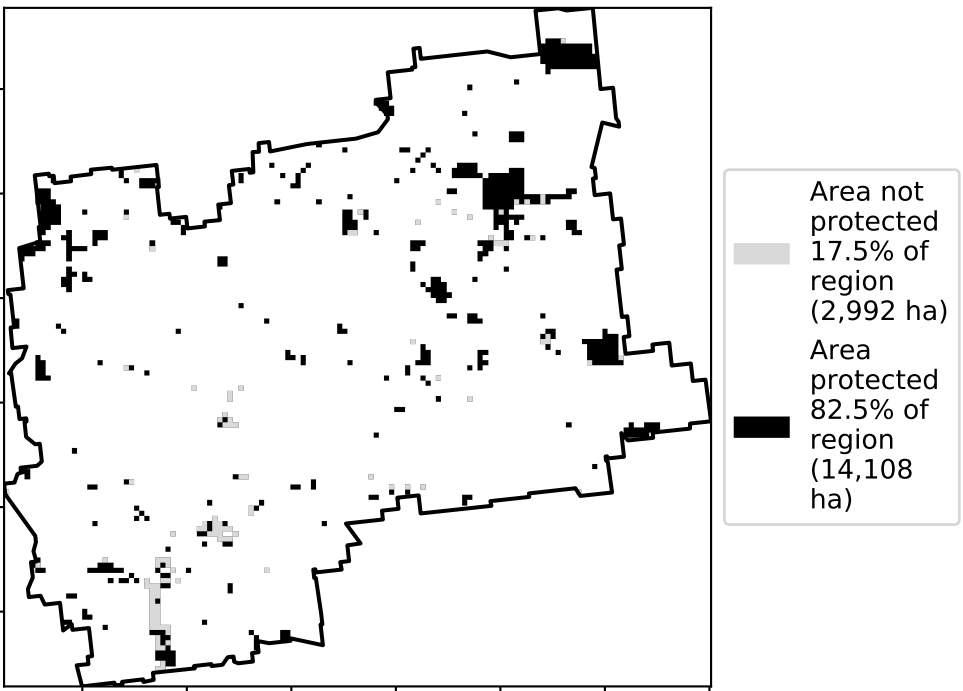 Area not
protected
17.5% of
region
(2,992 ha)
Area
protected
82.5% of
region
(14,108
ha)